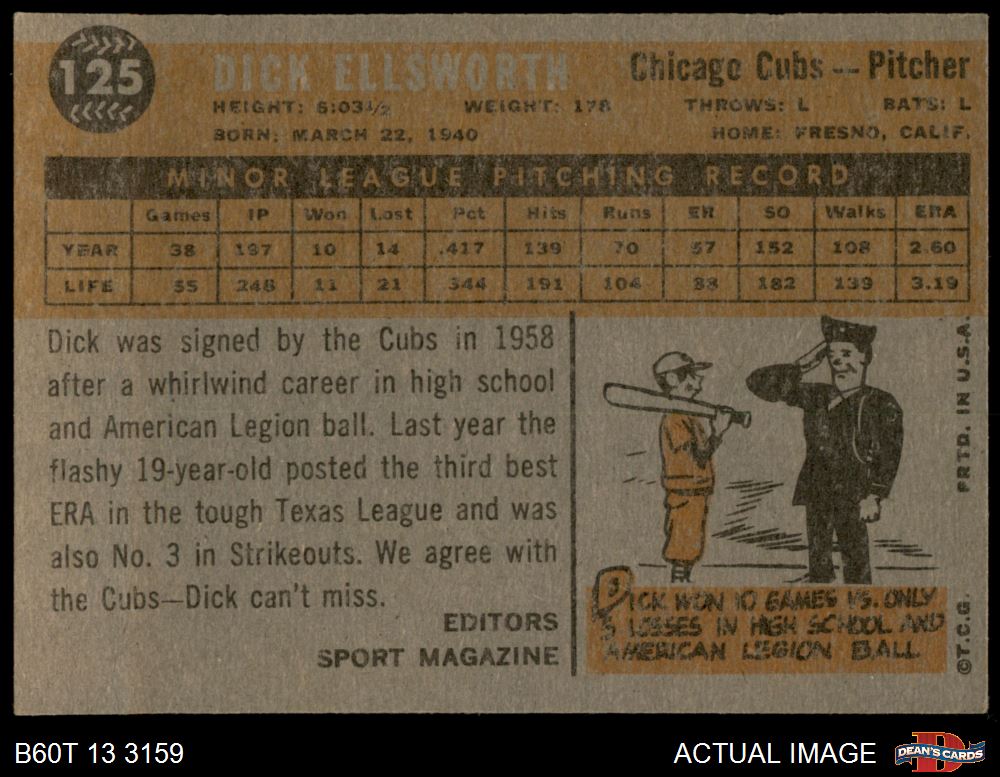 125
DICK ELLSWORTH
Chicago Cubs — Pitcher
HEIGHT: 6:03½ WEIGHT: 178 THROWS: L BATS: L
BORN: MARCH 22, 1940 HOME: FRESNO, CALIF.
MINOR LEAGUE PITCHING RECORD
Games IP Won Lost Pct Hits Runs ER SO Walks ERA
YEAR 38 197 10 14 .417 139 70 57 152 108 2.60
LIFE 55 248 11 21 .344 191 104 88 182 139 3.19
Dick was signed by the Cubs in 1958
after a whirlwind career in high school
and American Legion ball. Last year the
flashy 19-year-old posted the third best
ERA in the tough Texas League and was
also No. 3 in Strikeouts. We agree with
the Cubs—Dick can't miss.
EDITORS
SPORT MAGAZINE
DICK WON 10 GAMES VS. ONLY
LOSSES IN HIGH SCHOOL AND
AMERICAN LEGION BALL.
©T.C.G. PRTD. IN U.S.A.
B60T 13 3159
ACTUAL IMAGE
D
DEAN'S CARDS